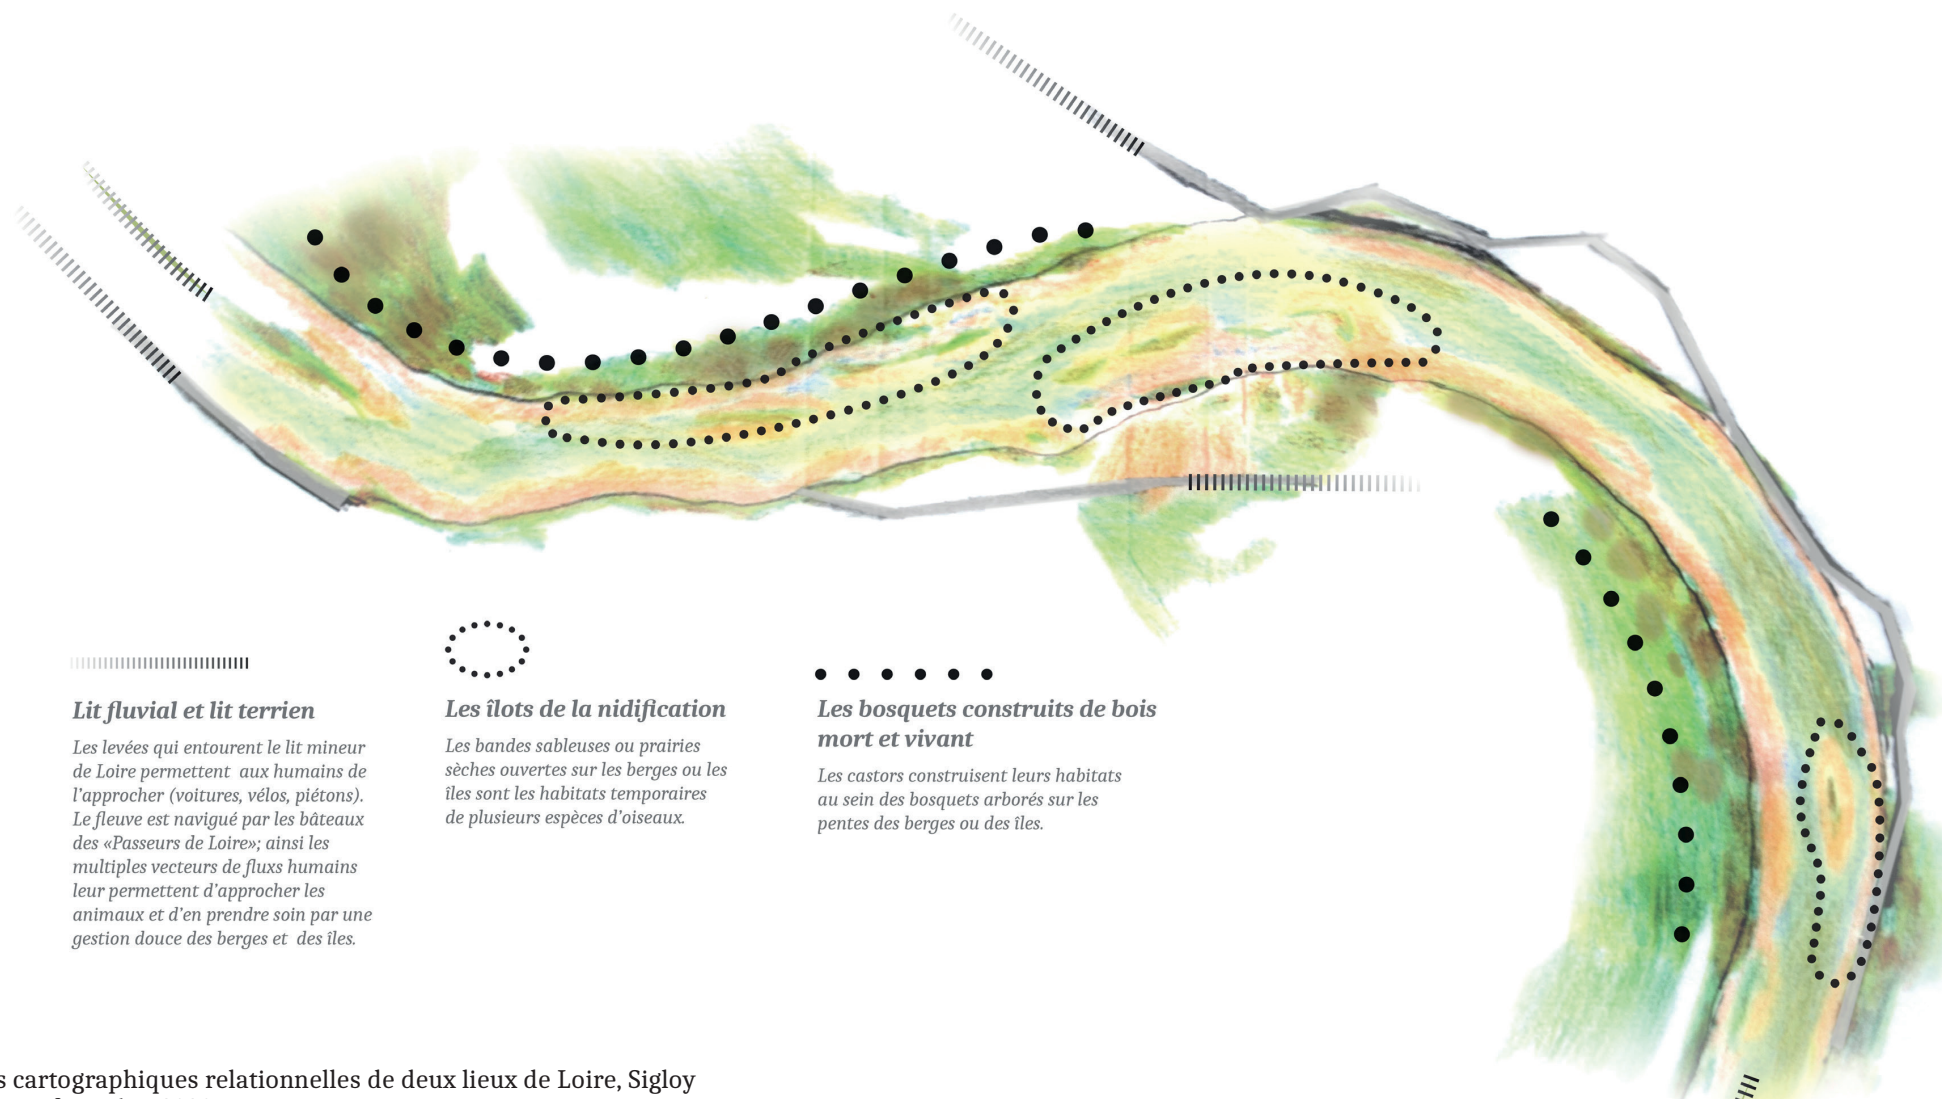 Lit fluvial et lit terrien
Les levées qui entourent le lit mineur
de Loire permettent aux humains de
l'approcher (voitures, vélos, piétons).
Le fleuve est navigué par les bâteaux
des «Passeurs de Loire»; ainsi les
multiples vecteurs de fluxs humains
leur permettent d'approcher les
animaux et d'en prendre soin par une
gestion douce des berges et des îles.
Les îlots de la nidification
Les bandes sableuses ou prairies
sèches ouvertes sur les berges ou les
îles sont les habitats temporaires
de plusieurs espèces d'oiseaux.
Les bosquets construits de bois
mort et vivant
Les castors construisent leurs habitats
au sein des bosquets arborés sur les
pentes des berges ou des îles.
s cartographiques relationnelles de deux lieux de Loire, Sigloy